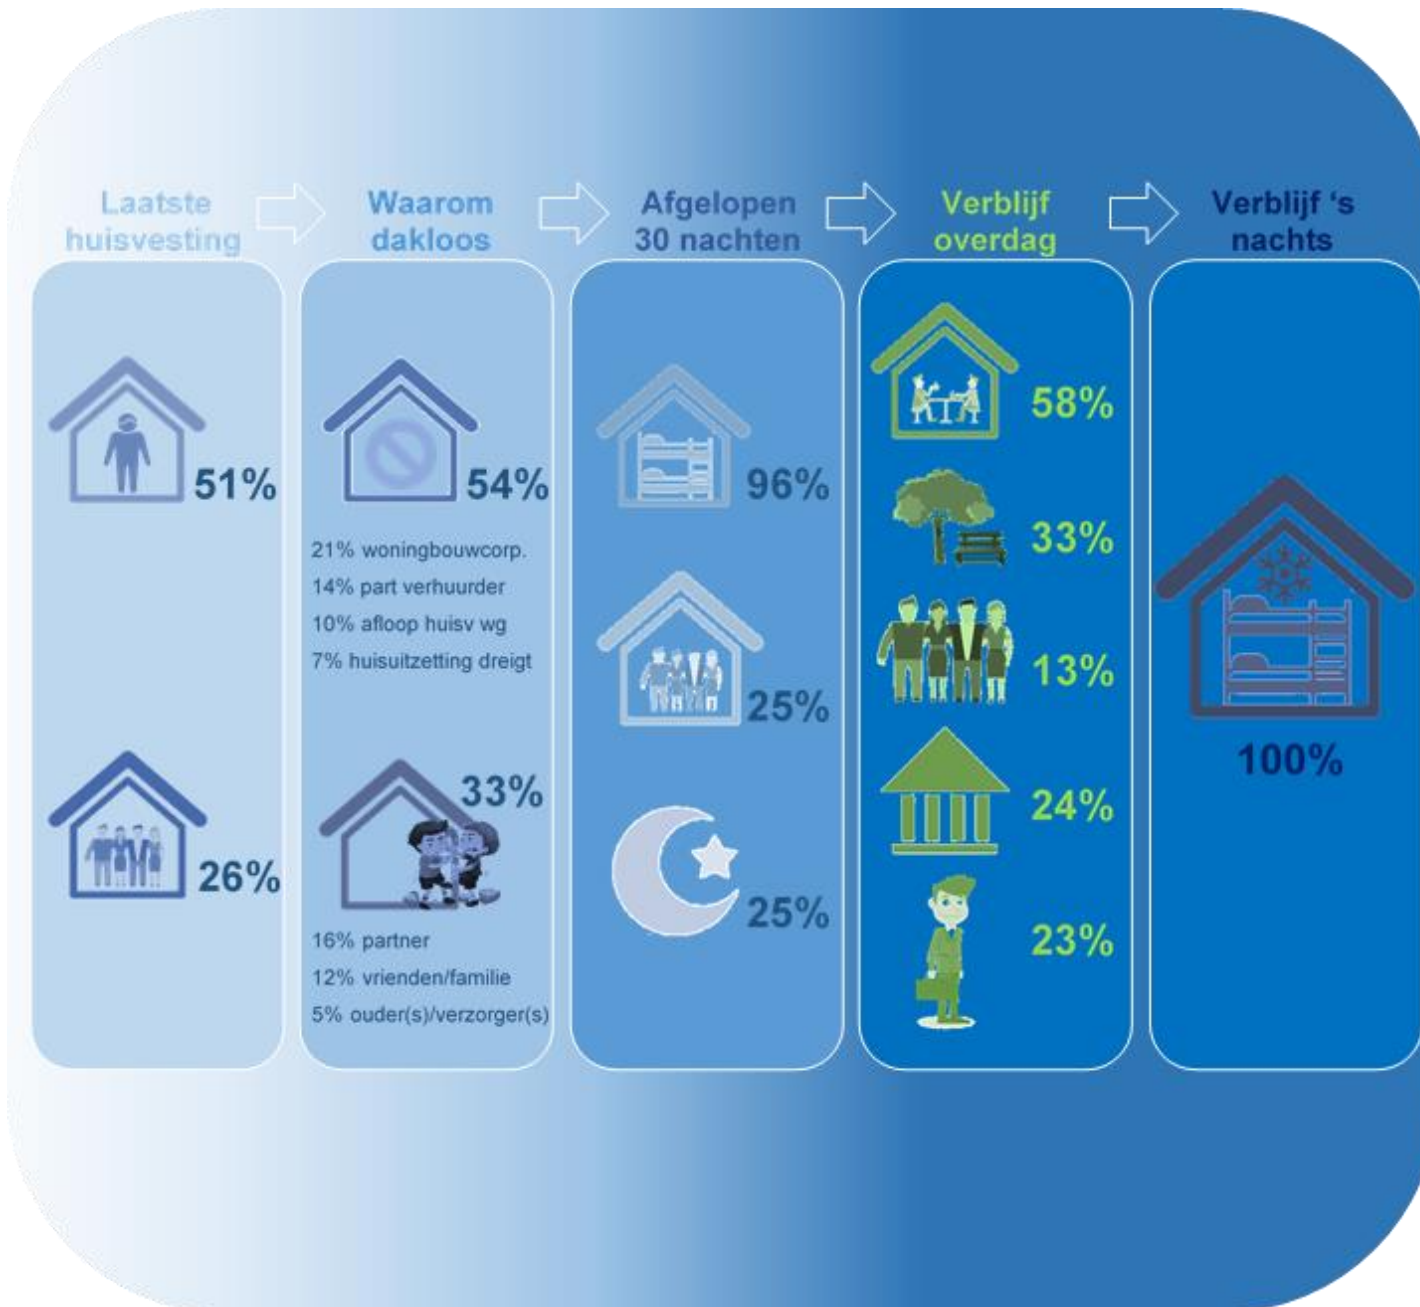 Laatste
huisvesting
Waarom
dakloos
Afgelopen
30 nachten
Verblijf
overdag
Verblijf ‘s
nachts
51%
26%
54%
21% woningbouwcorp.
14% part verhuurder
10% afloop huisv wg
7% huisuitzetting dreigt
33%
16% partner
12% vrienden/familie
5% ouder(s)/verzorger(s)
96%
25%
25%
58%
33%
13%
24%
23%
100%